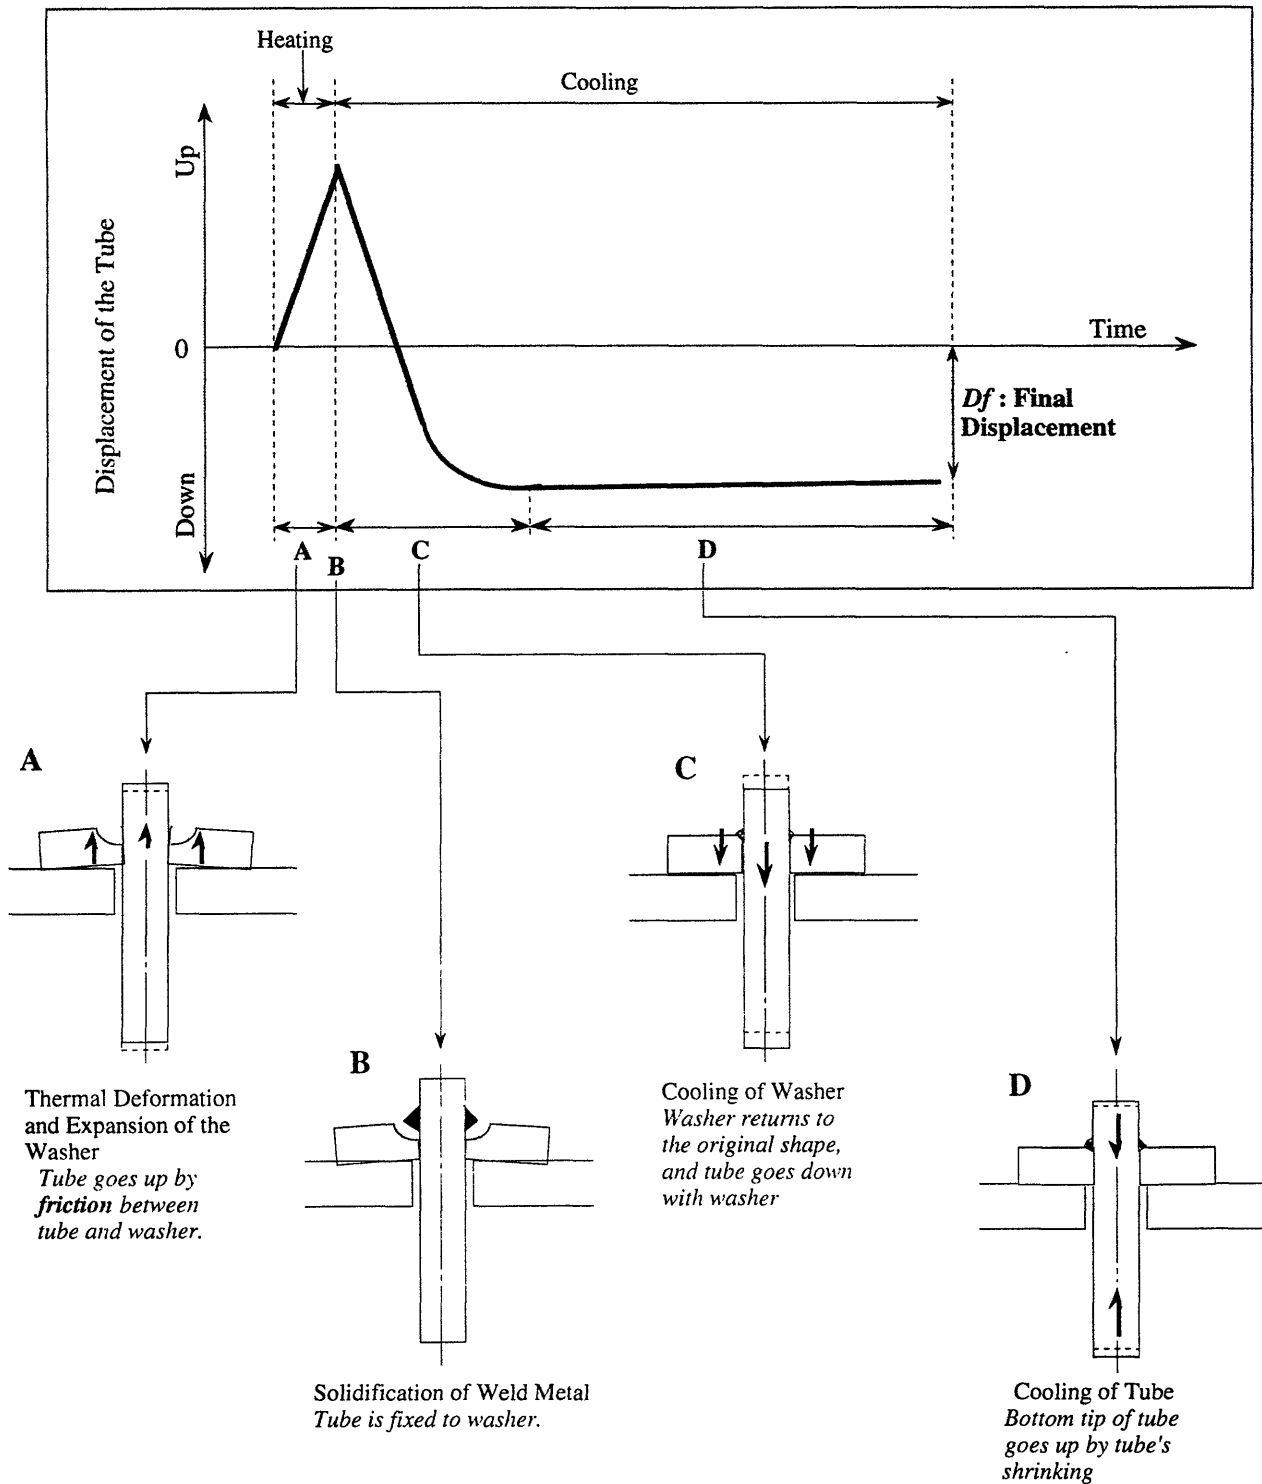 Heating
Cooling
Up
Displacement of the Tube
0
Down
Time
Df : Final
Displacement
A
B
C
D
A
Thermal Deformation
and Expansion of the
Washer
Tube goes up by
friction between
tube and washer.
B
Solidification of Weld Metal
Tube is fixed to washer.
C
Cooling of Washer
Washer returns to
the original shape,
and tube goes down
with washer
D
Cooling of Tube
Bottom tip of tube
goes up by tube's
shrinking